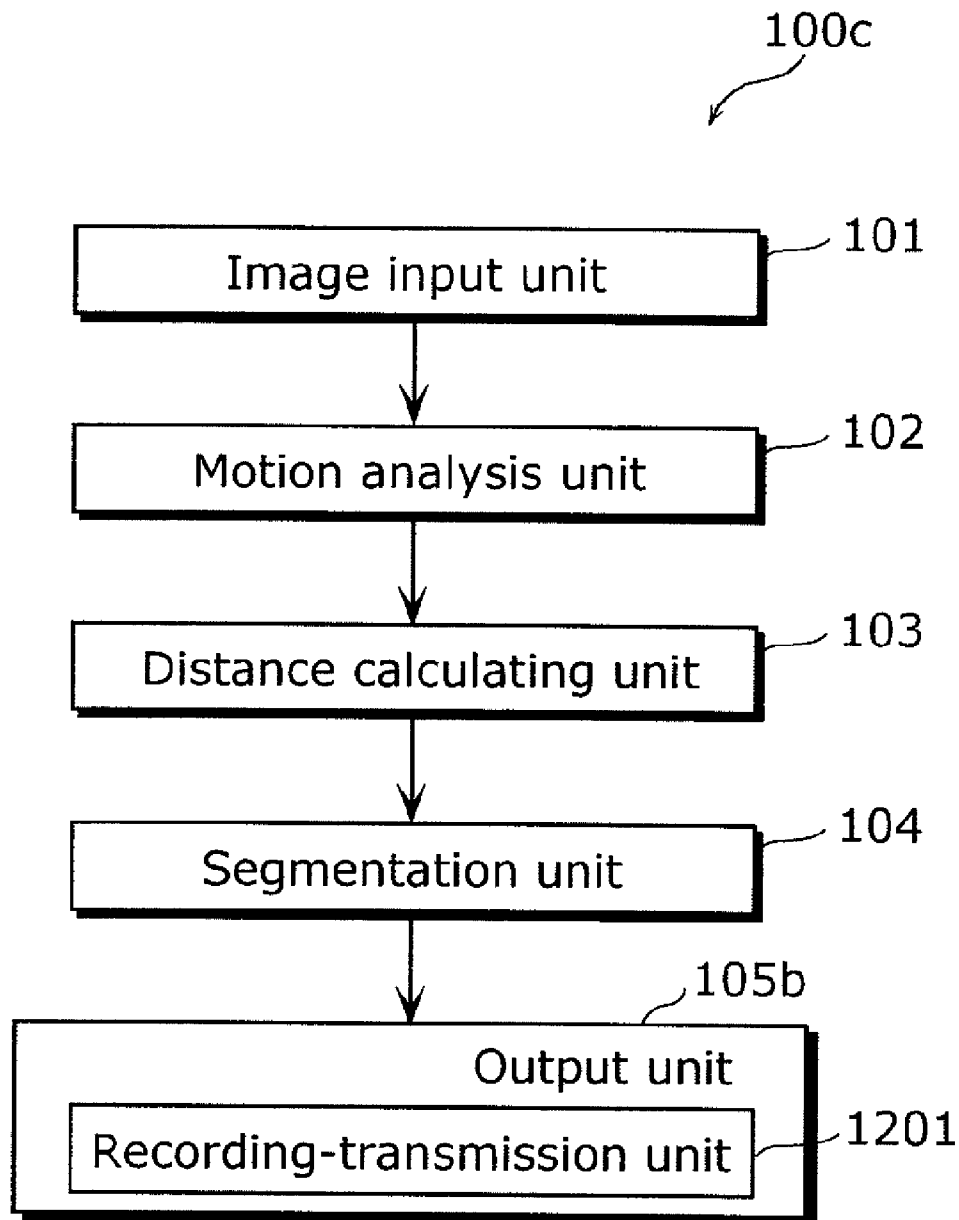 100c
101
Image input unit
102
Motion analysis unit
103
Distance calculating unit
104
Segmentation unit
105b
Output unit
Recording-transmission unit
1201